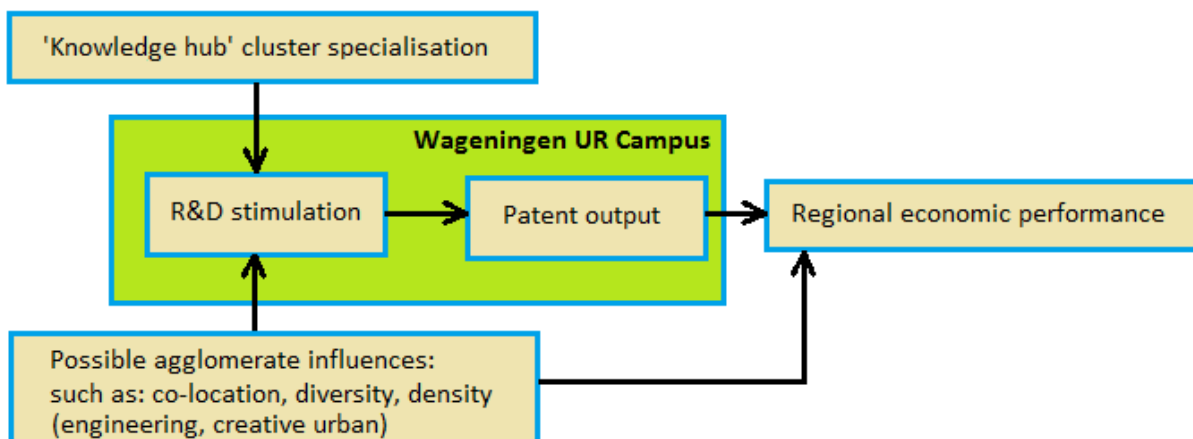 'Knowledge hub' cluster specialisation
Wageningen UR Campus
R&D stimulation
Patent output
Regional economic performance
Possible agglomerate influences:
such as: co-location, diversity, density
(engineering, creative urban)